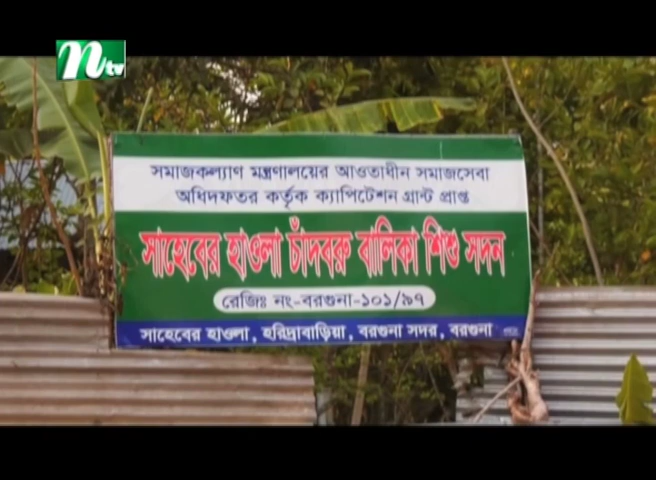 ntv
সমাজকল্যাণ মন্ত্রণালয়ের আওতাধীন সমাজসেবা
অধিদফতর কর্তৃক ক্যাপিটেশন গ্রান্ট প্রাপ্ত
সাহেবের হাওলা চাঁদবরু বালিকা শিশু সদন
রেজিঃ নং-বরগুনা-১০১/৯৭
সাহেবের হাওলা, হরিদ্রাবাড়িয়া, বরগুনা সদর, বরগুনা